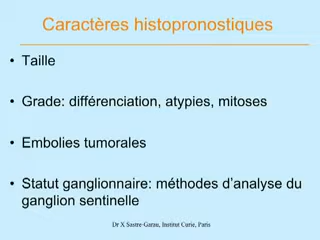 Caractères histopronostiques
• Taille
• Grade: différenciation, atypies, mitoses
• Embolies tumorales
• Statut ganglionnaire: méthodes d'analyse du
ganglion sentinelle
Dr X Sastre-Garau, Institut Curie, Paris